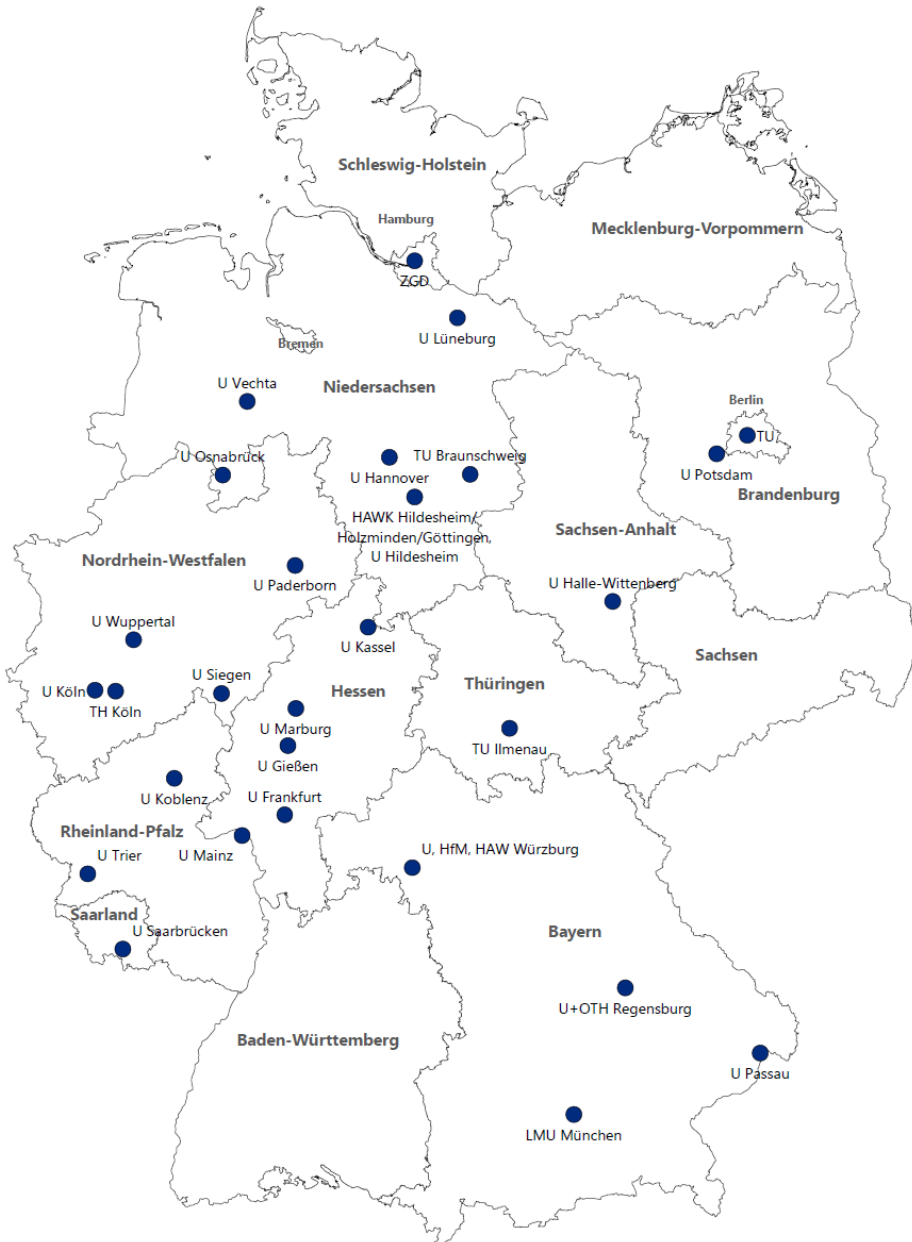 Schleswig-Holstein
Hamburg
Mecklenburg-Vorpommern
ZGD
U Lüneburg
Bremen
U Vechta
Niedersachsen
Berlin
TU
U Osnabrück
TU Braunschweig
U Hannover
U Potsdam
Brandenburg
HAWK Hildesheim/
Holzminden/Göttingen,
U Hildesheim
Sachsen-Anhalt
Nordrhein-Westfalen
U Paderborn
U Halle-Wittenberg
U Wuppertal
U Kassel
Sachsen
U Siegen
U Köln
TH Köln
Hessen
Thüringen
U Marburg
TU Ilmenau
U Gießen
U Koblenz
U Frankfurt
Rheinland-Pfalz
U Mainz
U, HfM, HAW Würzburg
U Trier
Saarland
U Saarbrücken
Bayern
U+OTH Regensburg
Baden-Württemberg
U Passau
LMU München